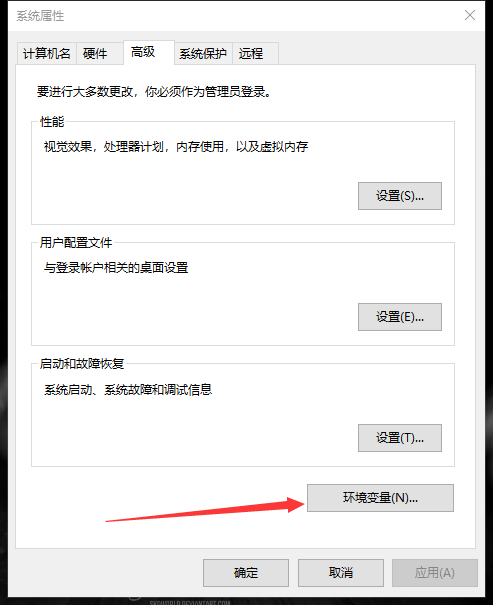 系统属性
计算机名 硬件 高级 系统保护 远程
要进行大多数更改，你必须作为管理员登录。
性能
视觉效果，处理器计划，内存使用，以及虚拟内存
设置(S)...
用户配置文件
与登录帐户相关的桌面设置
设置(E)...
启动和故障恢复
系统启动、系统故障和调试信息
设置(T)...
环境变量(N)...
确定 取消 应用(A)